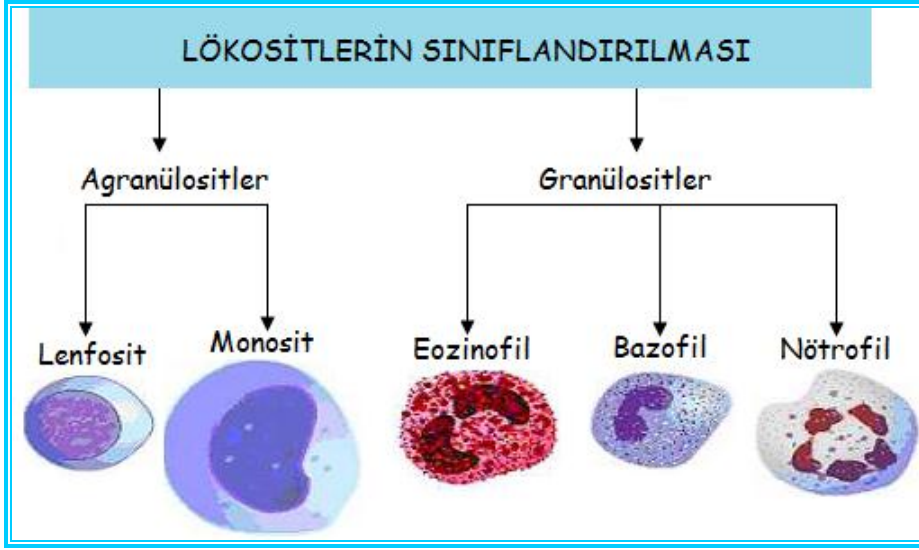 LÖKOSİTLERİN SINIFLANDIRILMASI
Agranülositler
Granülositler
Lenfosit
Monosit
Eozinofil
Bazofil
Nötrofil